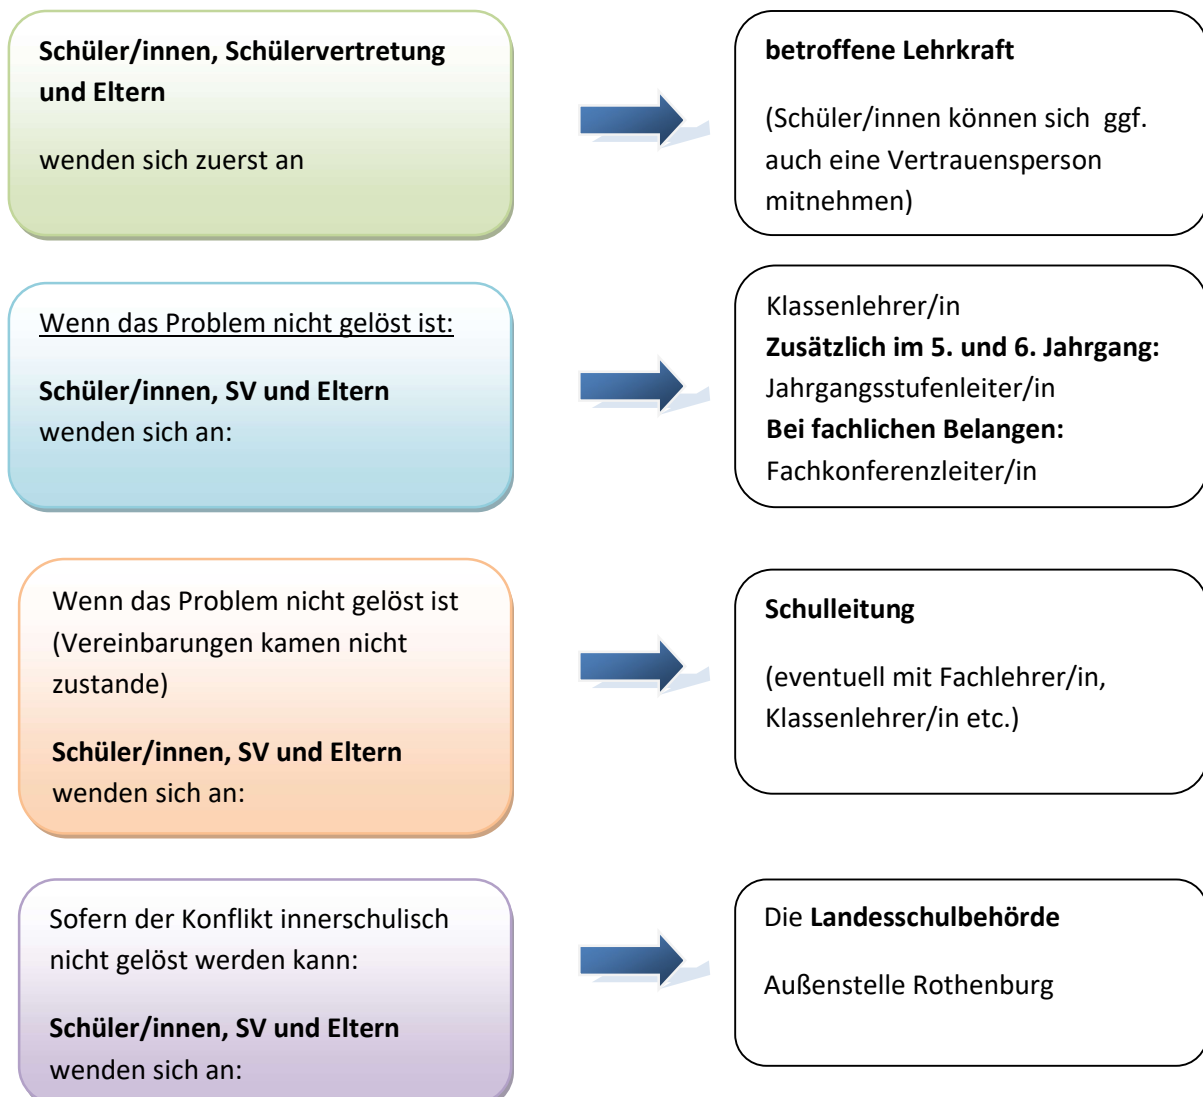 Schüler/innen, Schülervertretung
und Eltern
wenden sich zuerst an
betroffene Lehrkraft
(Schüler/innen können sich ggf.
auch eine Vertrauensperson
mitnehmen)
Wenn das Problem nicht gelöst ist:
Schüler/innen, SV und Eltern
wenden sich an:
Klassenlehrer/in
Zusätzlich im 5. und 6. Jahrgang:
Jahrgangsstufenleiter/in
Bei fachlichen Belangen:
Fachkonferenzleiter/in
Wenn das Problem nicht gelöst ist
(Vereinbarungen kamen nicht
zustande)
Schüler/innen, SV und Eltern
wenden sich an:
Schulleitung
(eventuell mit Fachlehrer/in,
Klassenlehrer/in etc.)
Sofern der Konflikt innerschulisch
nicht gelöst werden kann:
Schüler/innen, SV und Eltern
wenden sich an:
Die Landesschulbehörde
Außenstelle Rothenburg